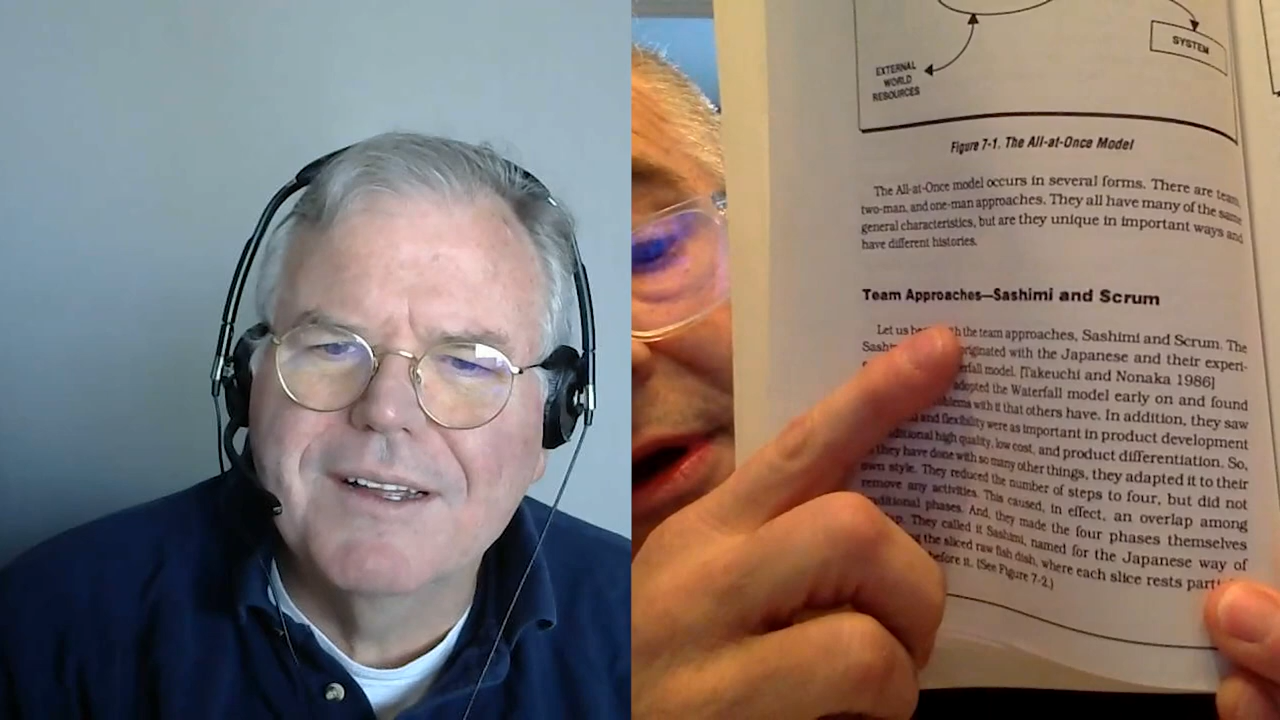 SYSTEM
EXTERNAL
WORLD
RESOURCES
Figure 7-1. The All-at-Once Model
The All-at-Once model occurs in several forms. There are team,
two-man, and one-man approaches. They all have many of the same
general characteristics, but are they unique in important ways and
have different histories.
Team Approaches—Sashimi and Scrum
Let us the team approaches, Sashimi and Scrum. The
originated with the Japanese and their experi-
model. [Takeuchi and Nonaka 1986]
adopted the Waterfall model early on and found
with it that others have. In addition, they saw
and flexibility were as important in product development
high quality, low cost, and product differentiation. So,
they have done with so many other things, they adapted it to their
own style. They reduced the number of steps to four, but did not
remove any activities. This caused, in effect, an overlap among
phases. And, they made the four phases themselves
They called it Sashimi, named for the Japanese way of
the sliced raw fish dish, where each slice rests
before it. (See Figure 7-2.)